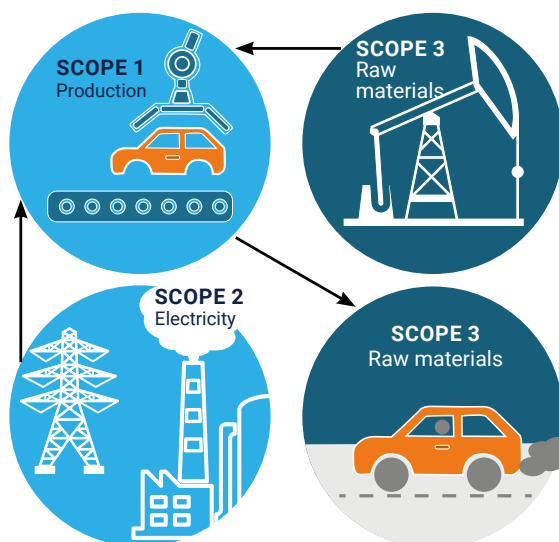 SCOPE 1
Production
SCOPE 3
Raw
materials
SCOPE 2
Electricity
SCOPE 3
Raw materials